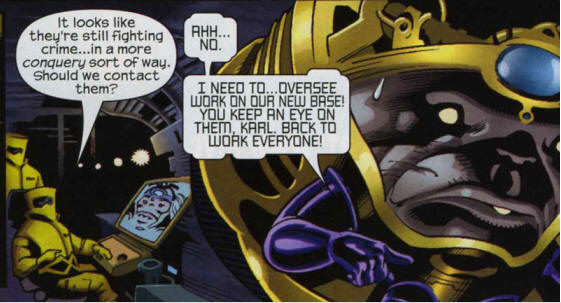 It looks like
they're still fighting
crime...in a more
conquery sort of way.
Should we contact
them?
AHH...
NO.
I NEED TO...OVERSEE
WORK ON OUR NEW BASE!
YOU KEEP AN EYE ON
THEM, KARL. BACK TO
WORK EVERYONE!